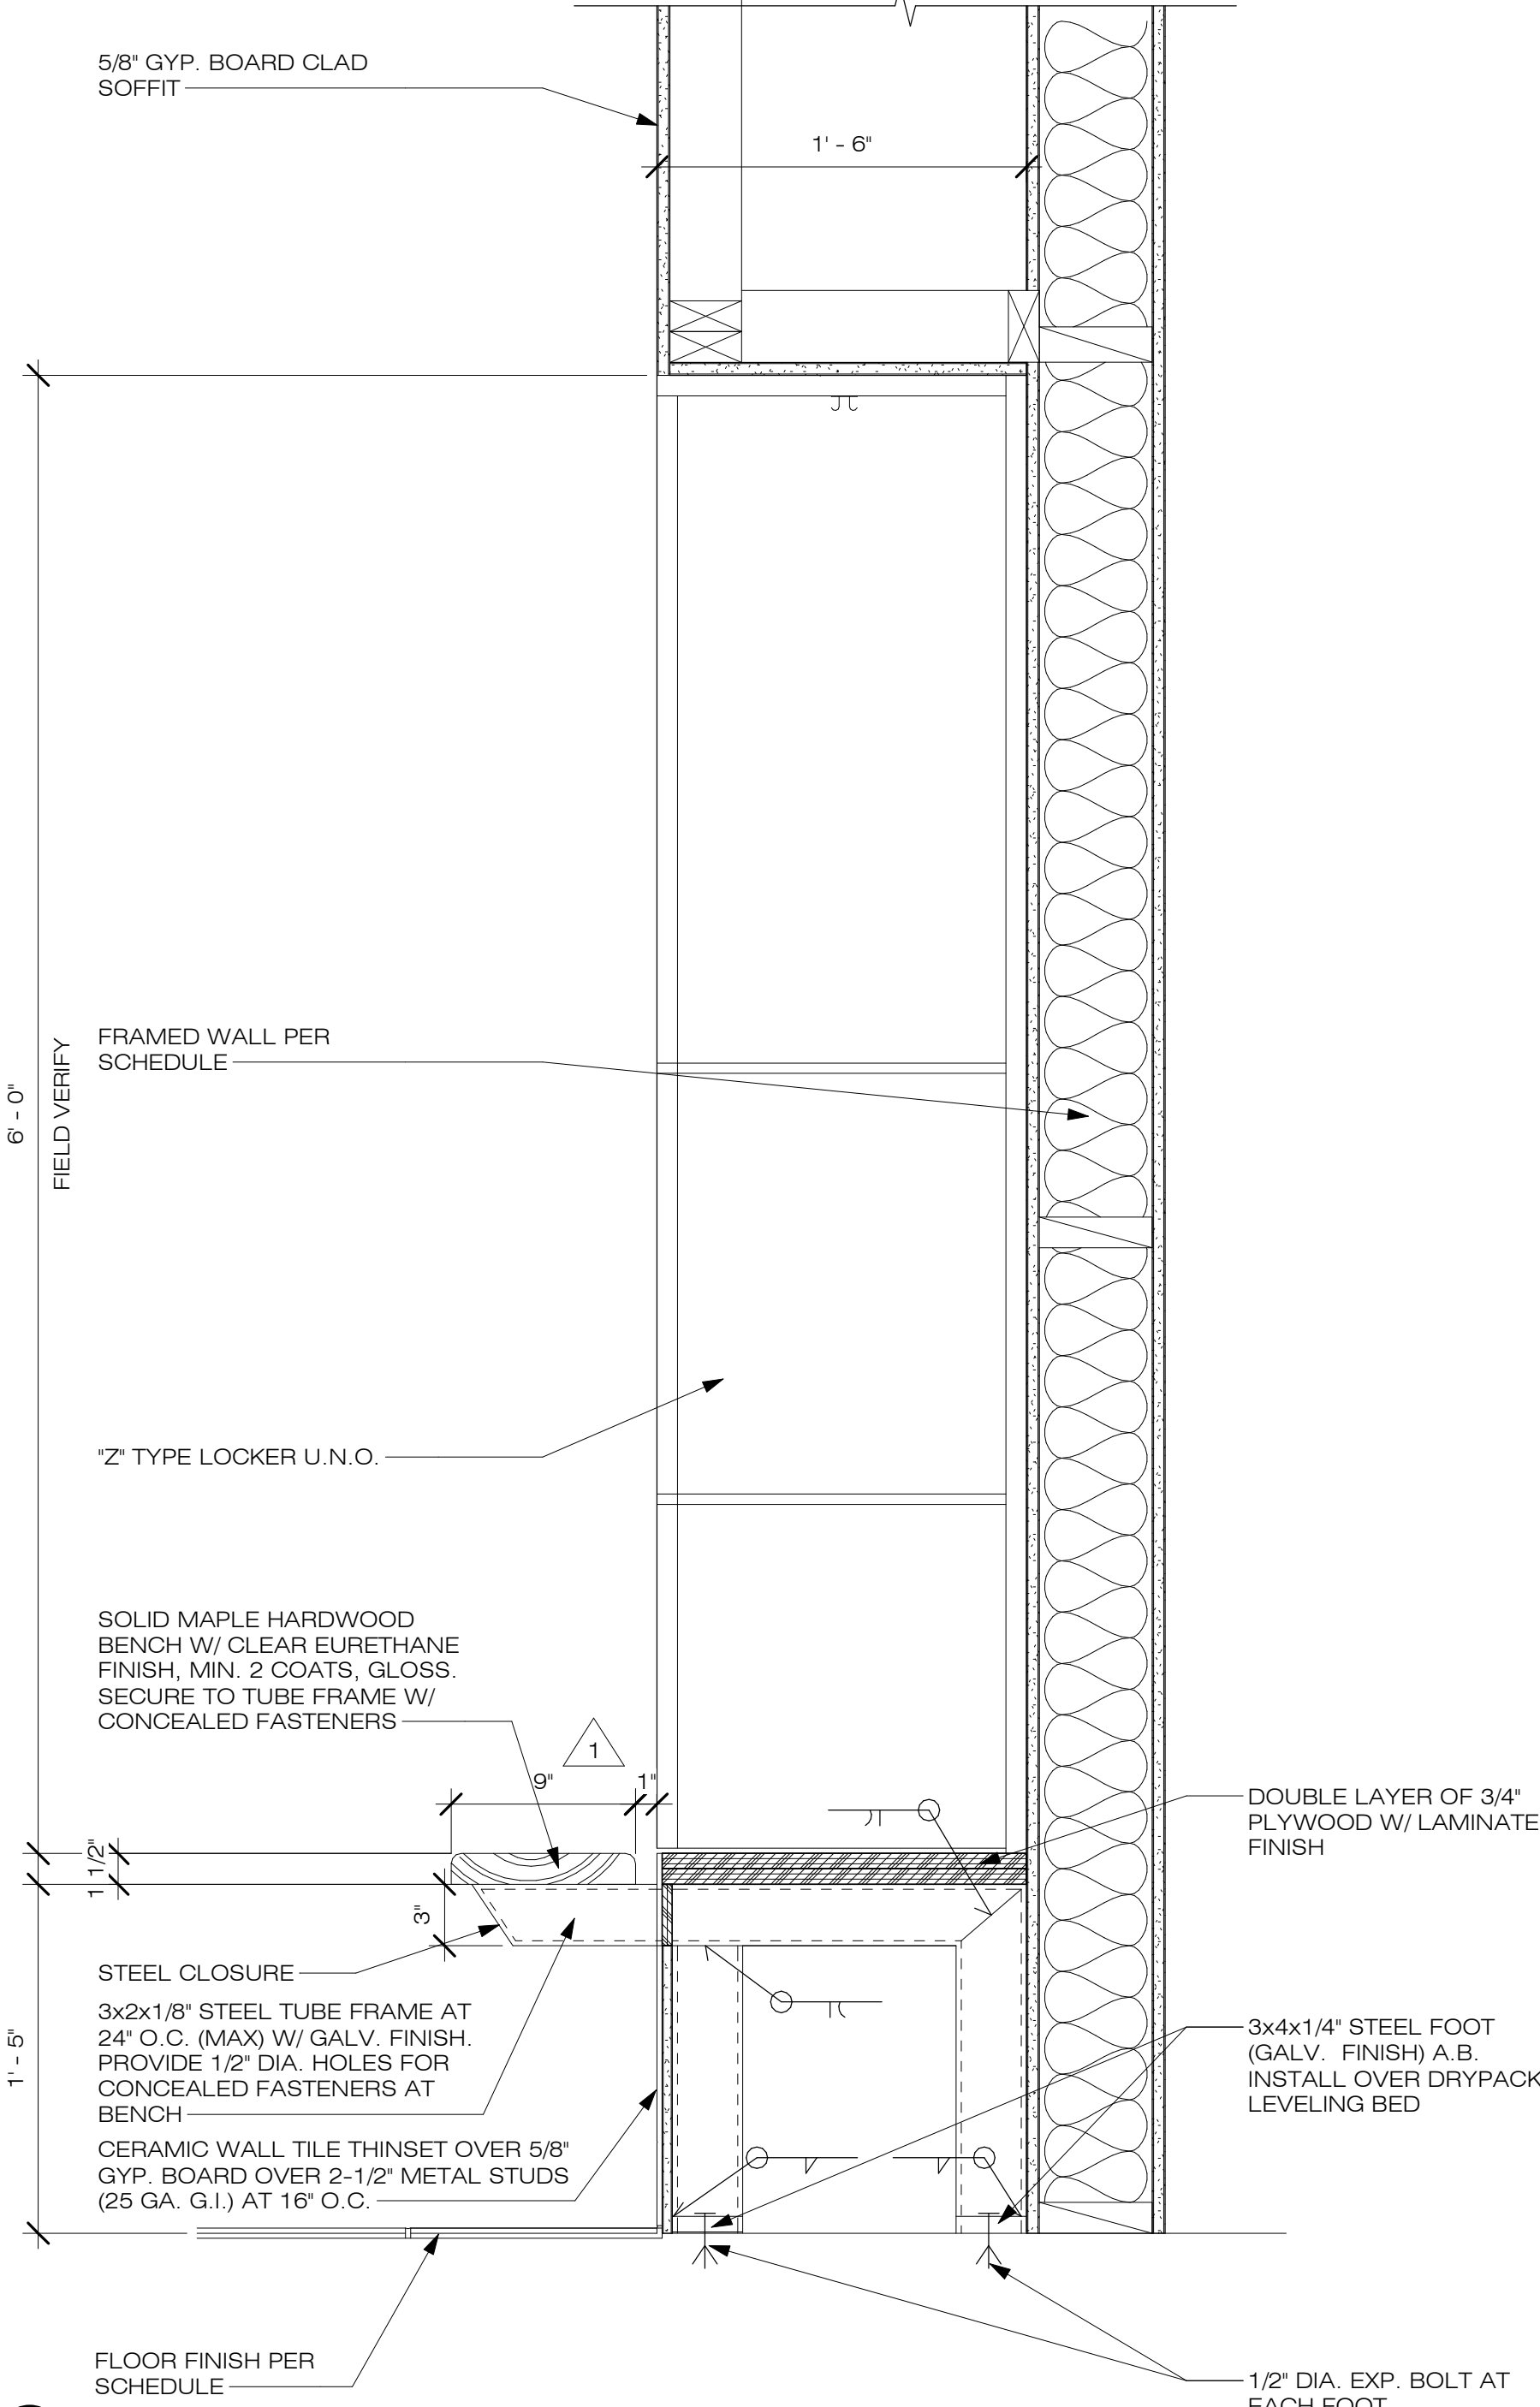 5/8" GYP. BOARD CLAD
SOFFIT
1' - 6"
FRAMED WALL PER
SCHEDULE
6' - 0"
FIELD VERIFY
"Z" TYPE LOCKER U.N.O.
SOLID MAPLE HARDWOOD
BENCH W/ CLEAR EURETHANE
FINISH, MIN. 2 COATS, GLOSS.
SECURE TO TUBE FRAME W/
CONCEALED FASTENERS
1
9"
1"
DOUBLE LAYER OF 3/4"
PLYWOOD W/ LAMINATE
FINISH
1 1/2"
3"
STEEL CLOSURE
3x2x1/8" STEEL TUBE FRAME AT
24" O.C. (MAX) W/ GALV. FINISH.
PROVIDE 1/2" DIA. HOLES FOR
CONCEALED FASTENERS AT
BENCH
1' - 5"
3x4x1/4" STEEL FOOT
(GALV. FINISH) A.B.
INSTALL OVER DRYPACK
LEVELING BED
CERAMIC WALL TILE THINSET OVER 5/8"
GYP. BOARD OVER 2-1/2" METAL STUDS
(25 GA. G.I.) AT 16" O.C.
FLOOR FINISH PER
SCHEDULE
1/2" DIA. EXP. BOLT AT
EACH FOOT